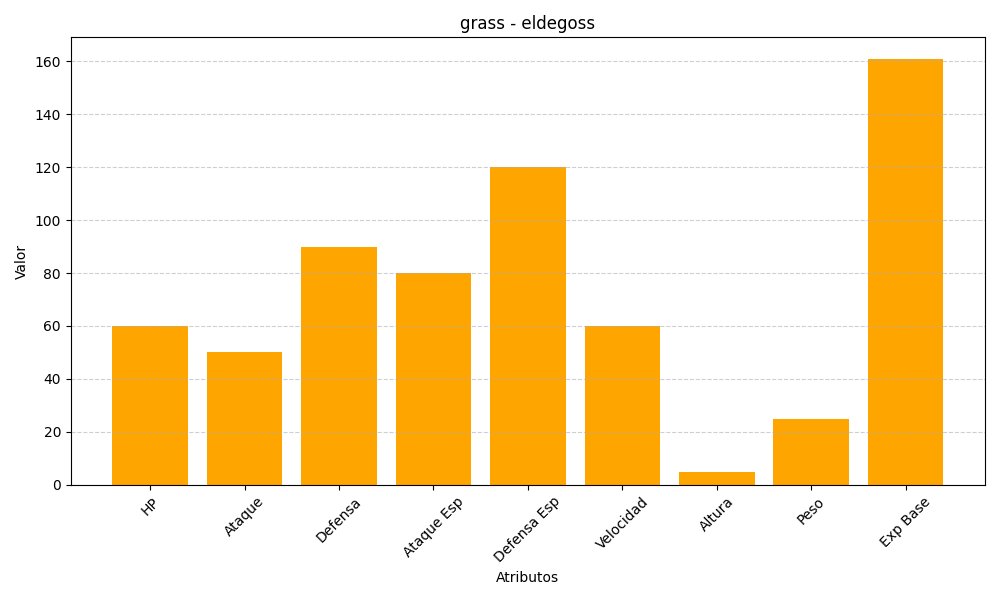 grass - eldegoss
Valor
160
140
120
100
80
60
40
20
0
HP
Ataque
Defensa
Ataque Esp
Defensa Esp
Velocidad
Altura
Peso
Exp Base
Atributos